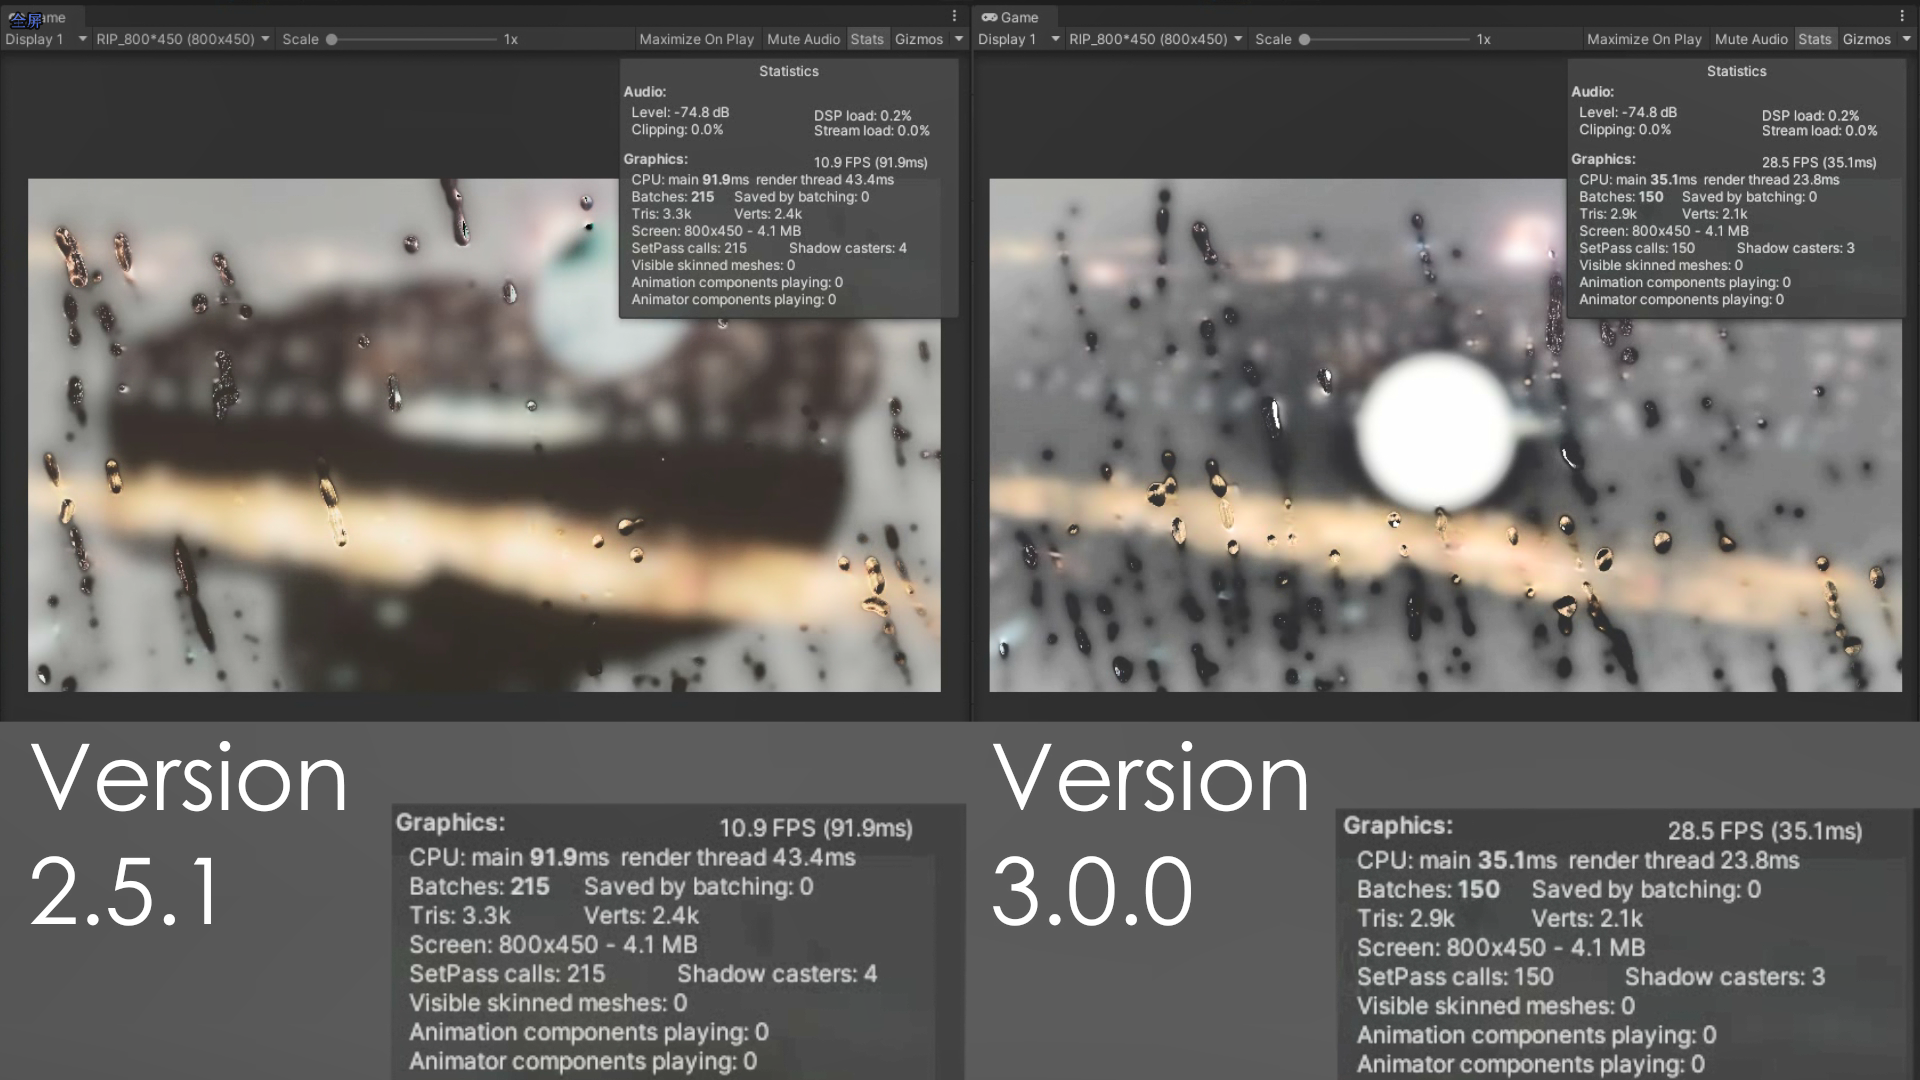 全屏
ame
Display 1 RIP_800*450 (800x450) Scale 1x Maximize On Play Mute Audio Stats Gizmos
Statistics
Audio:
Level: -74.8 dB DSP load: 0.2%
Clipping: 0.0% Stream load: 0.0%
Graphics: 10.9 FPS (91.9ms)
CPU: main 91.9ms render thread 43.4ms
Batches: 215 Saved by batching: 0
Tris: 3.3k Verts: 2.4k
Screen: 800x450 - 4.1 MB
SetPass calls: 215 Shadow casters: 4
Visible skinned meshes: 0
Animation components playing: 0
Animator components playing: 0
Game
Display 1 RIP_800*450 (800x450) Scale 1x Maximize On Play Mute Audio Stats Gizmos
Statistics
Audio:
Level: -74.8 dB DSP load: 0.2%
Clipping: 0.0% Stream load: 0.0%
Graphics: 28.5 FPS (35.1ms)
CPU: main 35.1ms render thread 23.8ms
Batches: 150 Saved by batching: 0
Tris: 2.9k Verts: 2.1k
Screen: 800x450 - 4.1 MB
SetPass calls: 150 Shadow casters: 3
Visible skinned meshes: 0
Animation components playing: 0
Animator components playing: 0
Version
2.5.1
Graphics: 10.9 FPS (91.9ms)
CPU: main 91.9ms render thread 43.4ms
Batches: 215 Saved by batching: 0
Tris: 3.3k Verts: 2.4k
Screen: 800x450 - 4.1 MB
SetPass calls: 215 Shadow casters: 4
Visible skinned meshes: 0
Animation components playing: 0
Animator components playing: 0
Version
3.0.0
Graphics: 28.5 FPS (35.1ms)
CPU: main 35.1ms render thread 23.8ms
Batches: 150 Saved by batching: 0
Tris: 2.9k Verts: 2.1k
Screen: 800x450 - 4.1 MB
SetPass calls: 150 Shadow casters: 3
Visible skinned meshes: 0
Animation components playing: 0
Animator components playing: 0